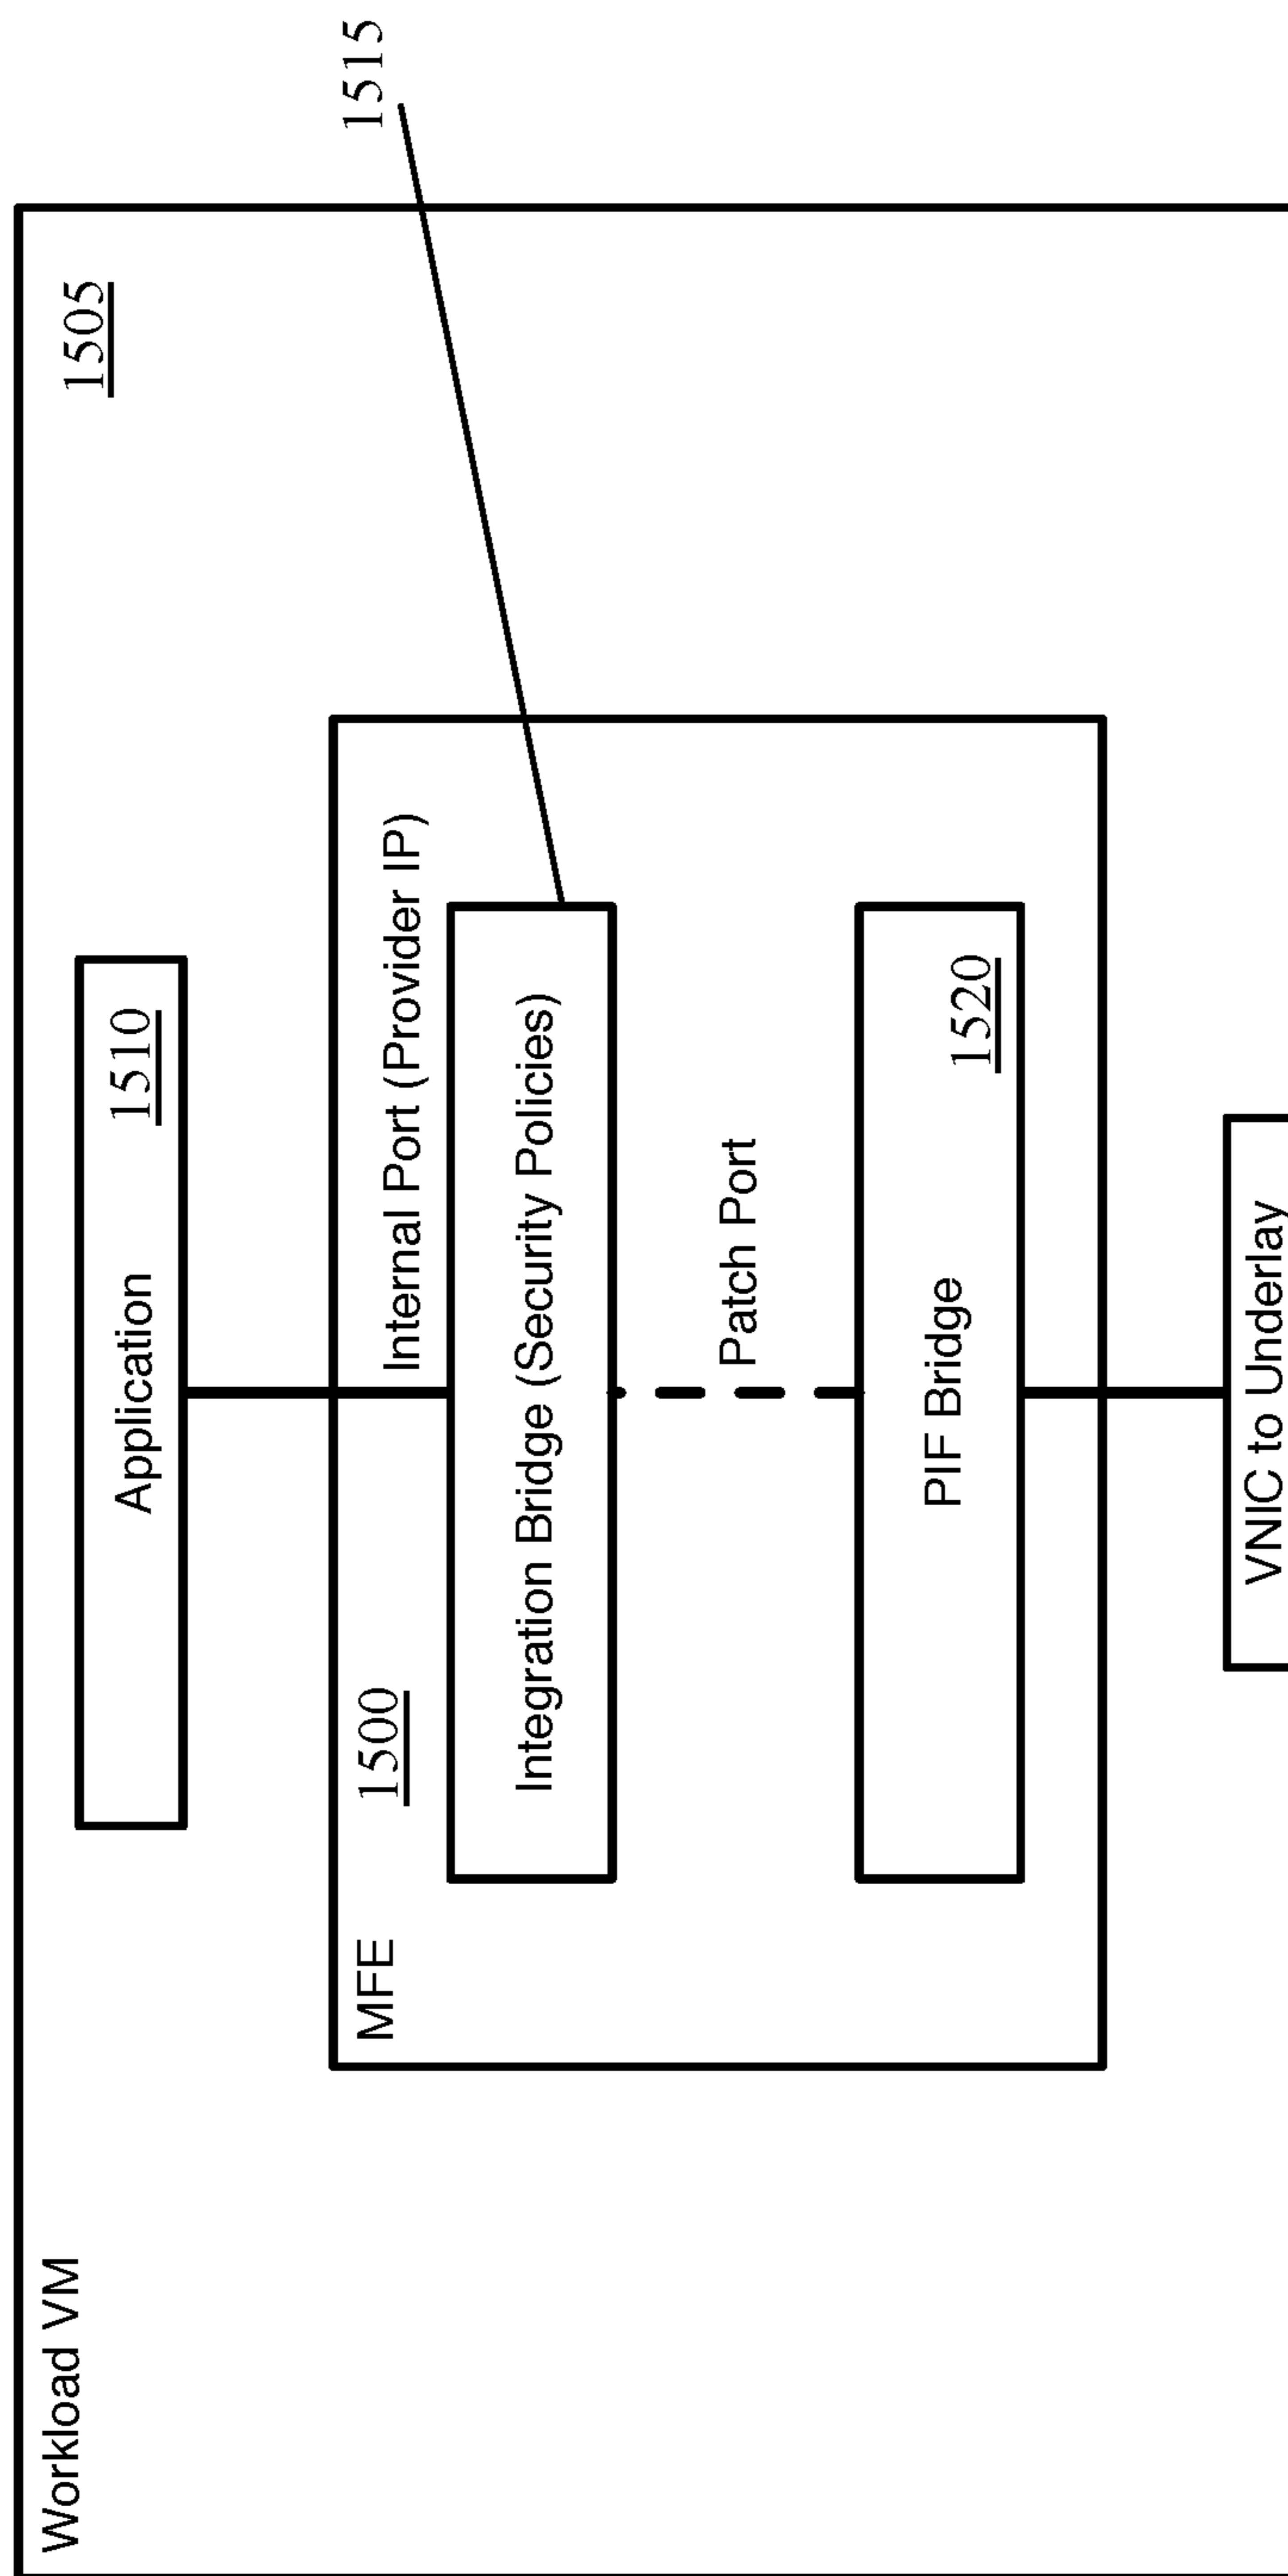 Workload VM
1505
Application
1510
1515
MFE
1500
Internal Port (Provider IP)
Integration Bridge (Security Policies)
Patch Port
PIF Bridge
1520
VNIC to Underlay